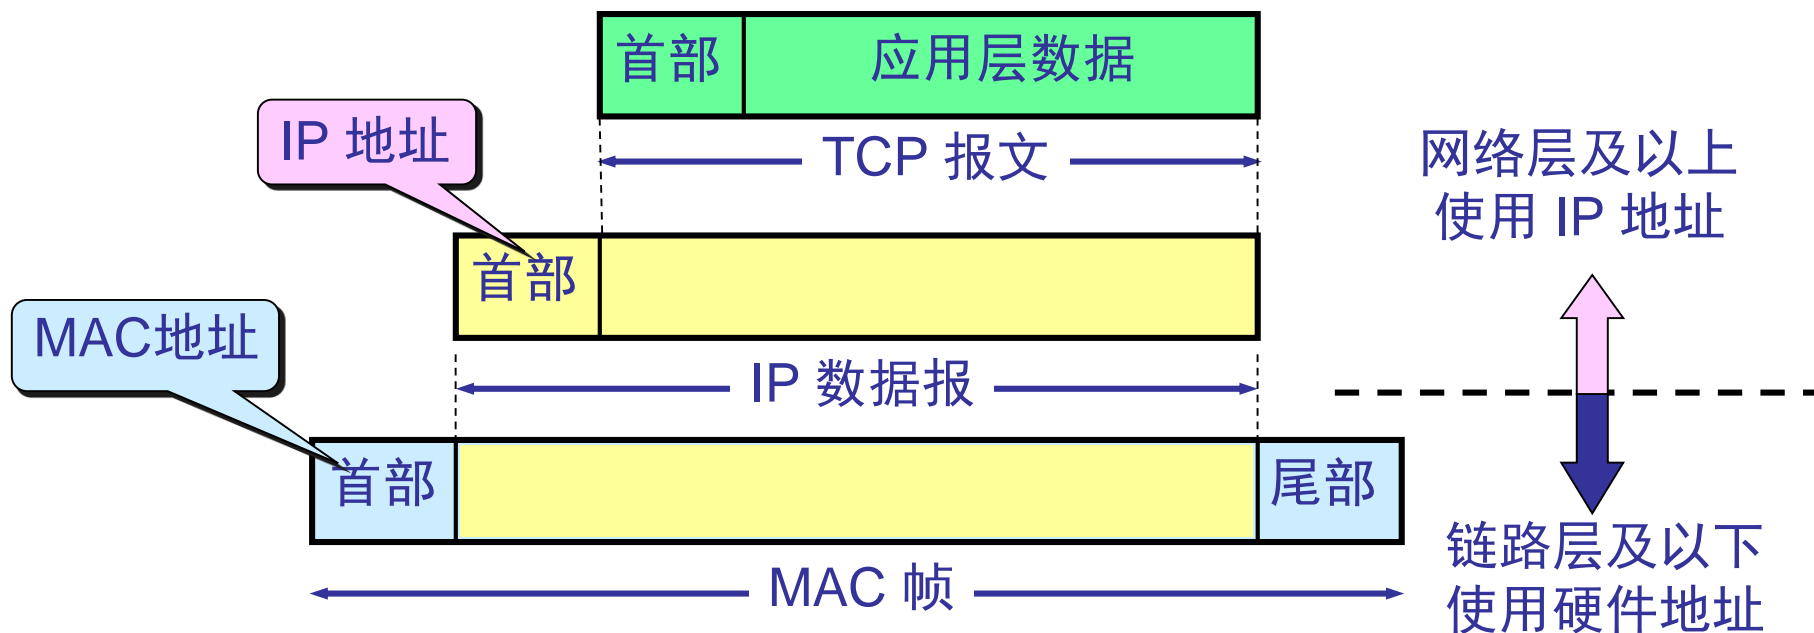 首部 应用层数据
IP 地址
TCP 报文
网络层及以上
使用 IP 地址
首部
MAC地址
IP 数据报
首部 尾部
链路层及以下
使用硬件地址
MAC 帧